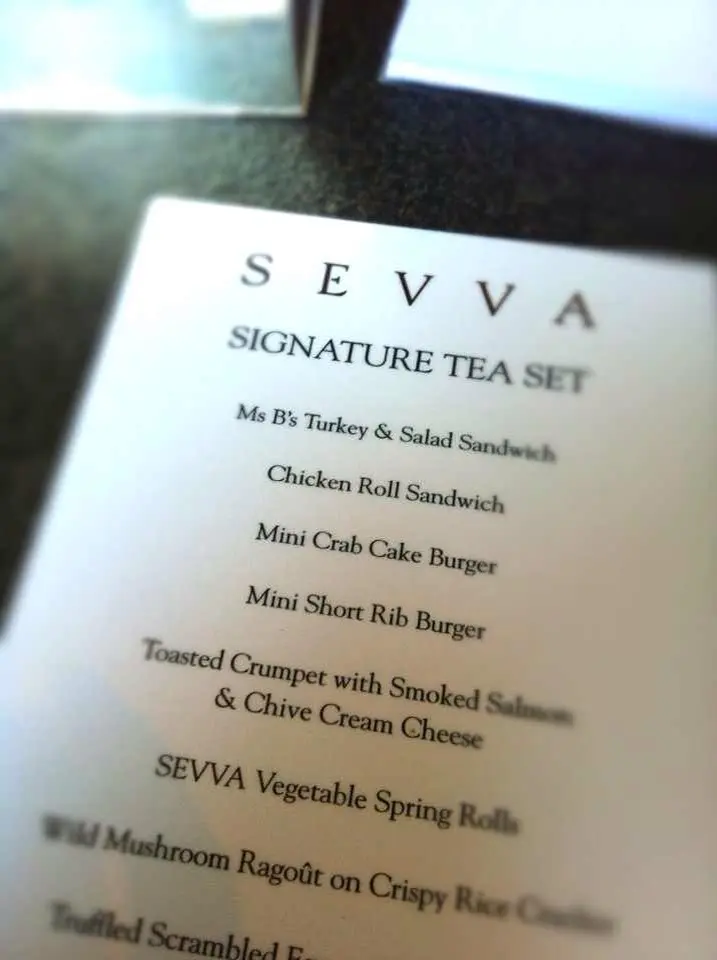 S E V V A
SIGNATURE TEA SET
Ms B's Turkey & Salad Sandwich
Chicken Roll Sandwich
Mini Crab Cake Burger
Mini Short Rib Burger
Toasted Crumpet with Smoked Salmon
& Chive Cream Cheese
SEVVA Vegetable Spring Rolls
Wild Mushroom Ragoût on Crispy Rice
Truffled Scrambled